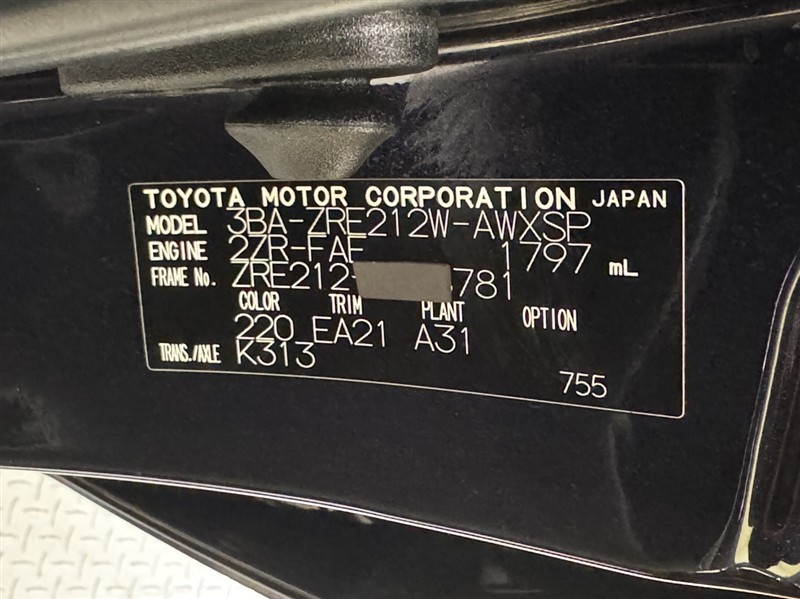 TOYOTA MOTOR CORPORATION JAPAN
MODEL 3BA-ZRE212W-AWXSP
ENGINE 2ZR-FAE 1797 mL
FRAME No. ZRE212- 781
COLOR TRIM PLANT OPTION
220 EA21 A31
TRANS./AXLE K313
755